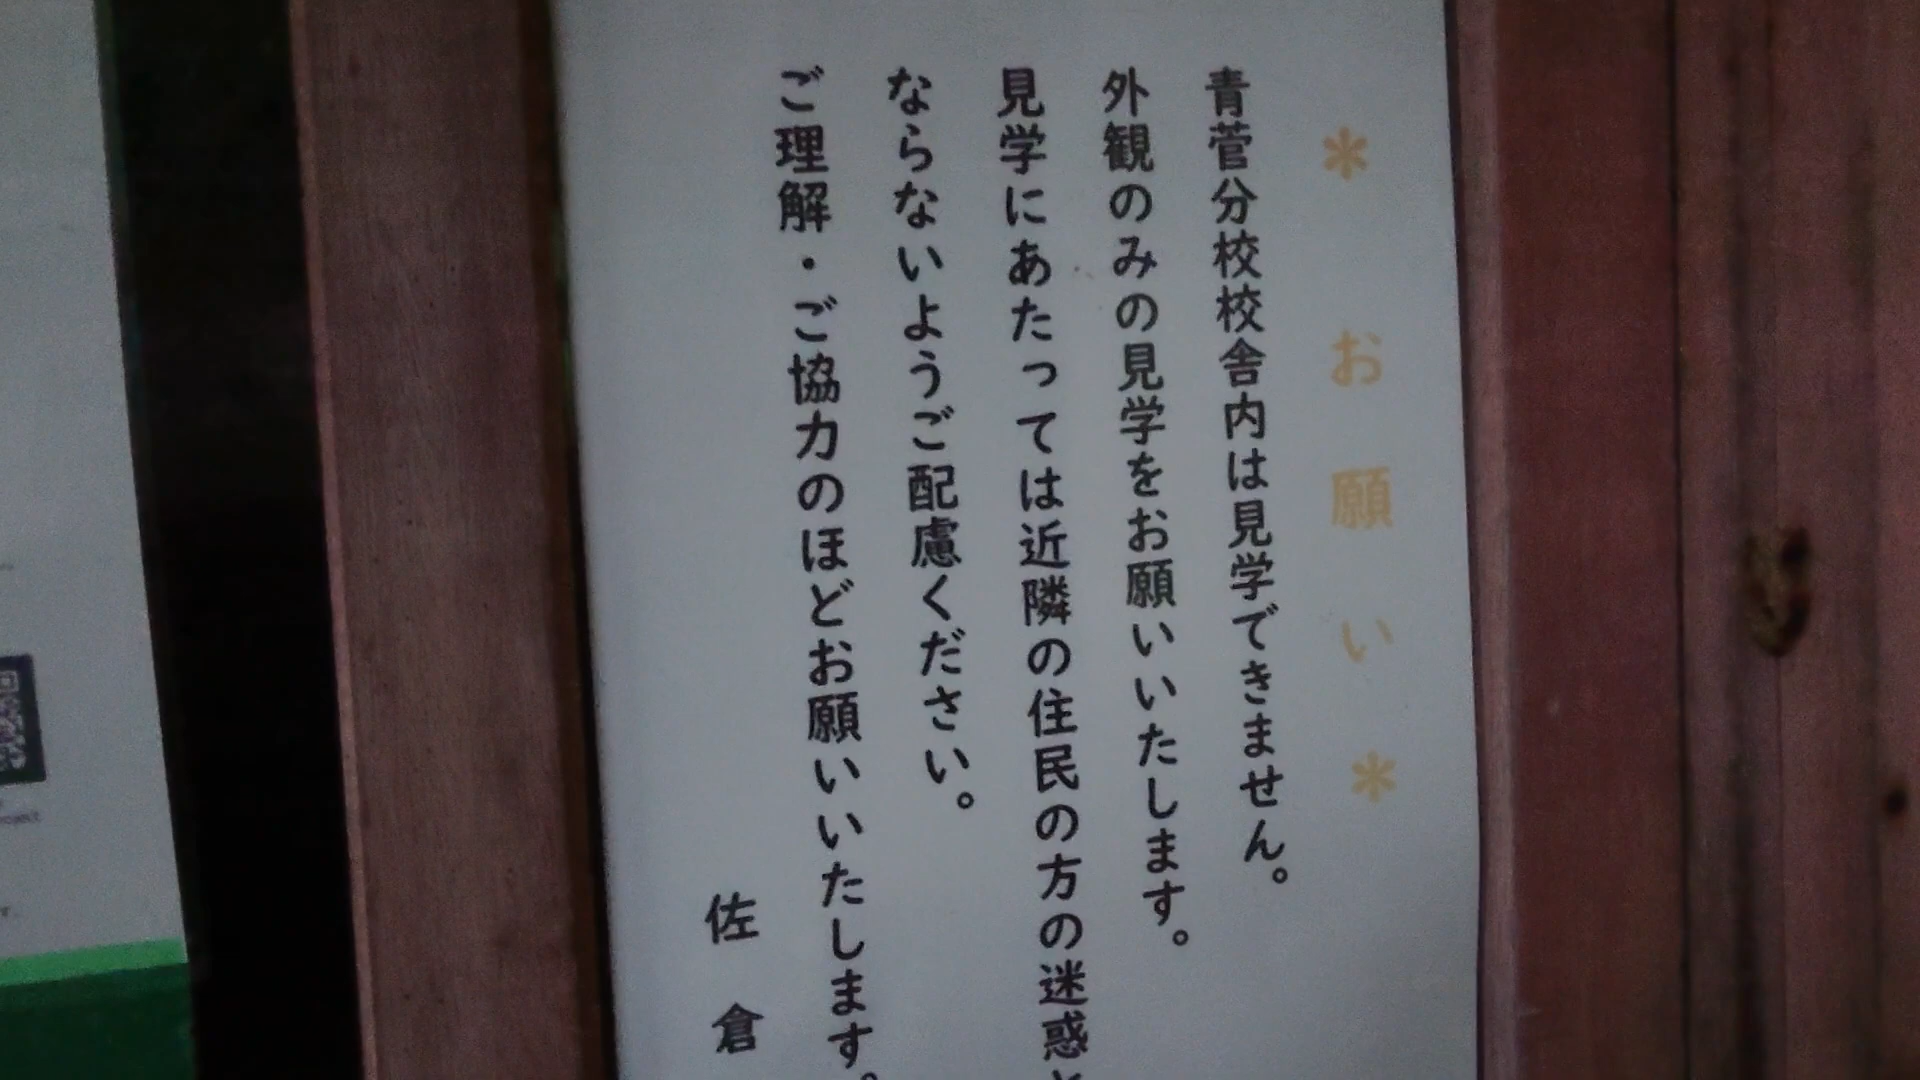 * お願い *
青菅分校校舎内は見学できません。
外観のみの見学をお願いいたします。
見学にあたっては近隣の住民の方の迷惑と
ならないようご配慮ください。
ご理解・ご協力のほどお願いいたします。
佐倉